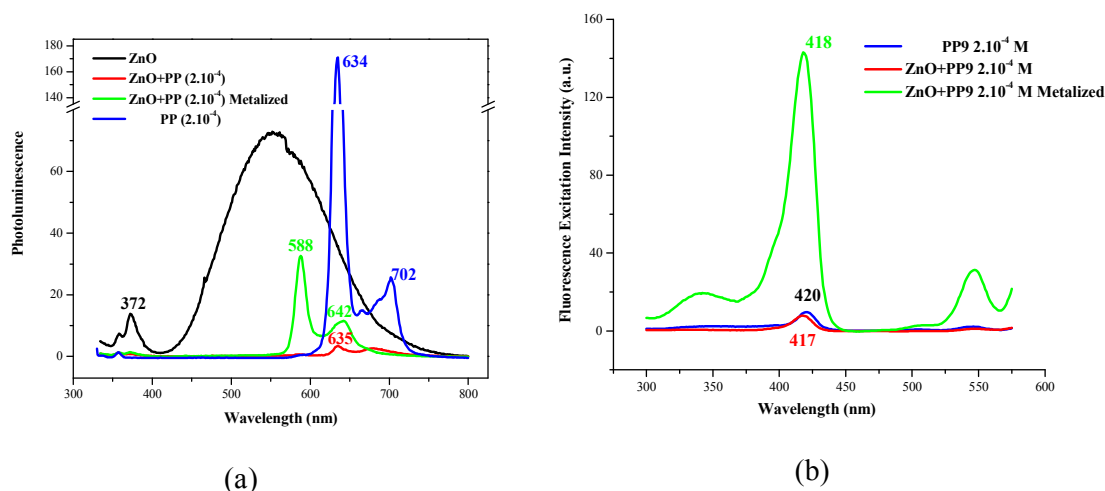 ZnO
ZnO+PP (2.10⁻⁴)
ZnO+PP (2.10⁻⁴) Metalized
PP (2.10⁻⁴)
634
588
702
372
642
635
180
170
160
150
140
60
40
20
0
Photoluminescence
300 400 500 600 700 800
Wavelength (nm)
(a)
418
PP9 2.10⁻⁴ M
ZnO+PP9 2.10⁻⁴ M
ZnO+PP9 2.10⁻⁴ M Metalized
420
417
160
120
80
40
0
Fluorescence Excitation Intensity (a.u.)
300 350 400 450 500 550 600
Wavelength (nm)
(b)